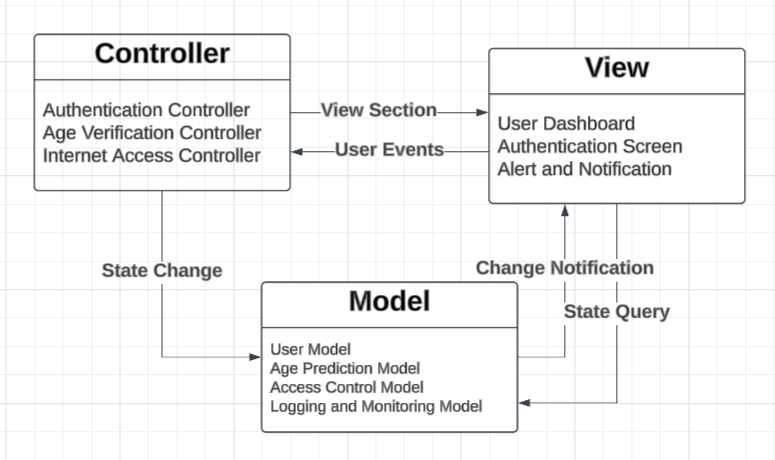 Controller
Authentication Controller
Age Verification Controller
Internet Access Controller
View Section
User Events
View
User Dashboard
Authentication Screen
Alert and Notification
State Change
Change Notification
State Query
Model
User Model
Age Prediction Model
Access Control Model
Logging and Monitoring Model